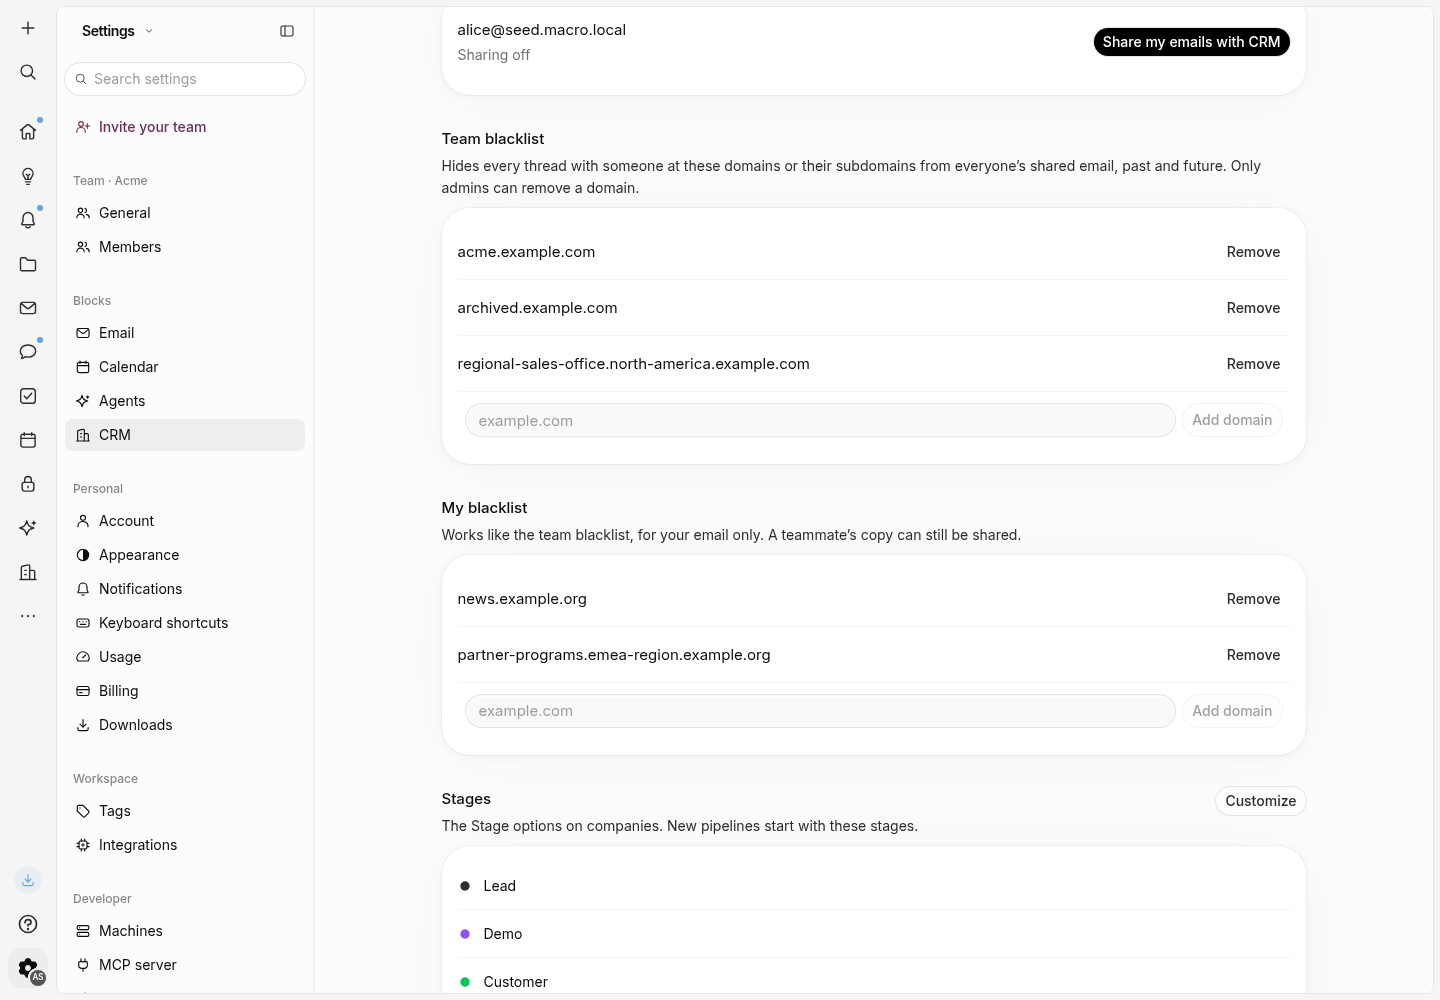 Settings
Search settings
Invite your team
Team · Acme
General
Members
Blocks
Email
Calendar
Agents
CRM
Personal
Account
Appearance
Notifications
Keyboard shortcuts
Usage
Billing
Downloads
Workspace
Tags
Integrations
Developer
Machines
MCP server
AS
alice@seed.macro.local
Sharing off
Share my emails with CRM
Team blacklist
Hides every thread with someone at these domains or their subdomains from everyone’s shared email, past and future. Only
admins can remove a domain.
acme.example.com
Remove
archived.example.com
Remove
regional-sales-office.north-america.example.com
Remove
example.com
Add domain
My blacklist
Works like the team blacklist, for your email only. A teammate’s copy can still be shared.
news.example.org
Remove
partner-programs.emea-region.example.org
Remove
example.com
Add domain
Stages
Customize
The Stage options on companies. New pipelines start with these stages.
Lead
Demo
Customer